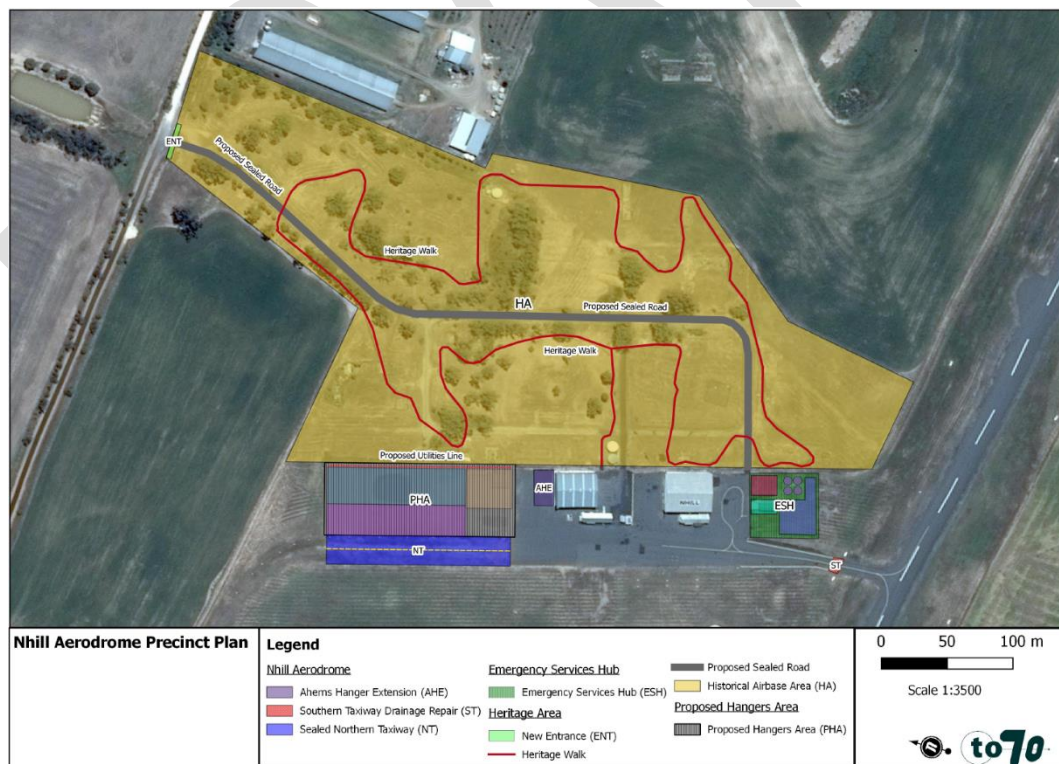 ENT
Proposed Sealed Road
Heritage Walk
HA
Proposed Sealed Road
Heritage Walk
Proposed Utilities Line
PHA
AHE
NHILL
ESH
NT
ST
Nhill Aerodrome Precinct Plan
Legend
Nhill Aerodrome
Aherns Hanger Extension (AHE)
Southern Taxiway Drainage Repair (ST)
Sealed Northern Taxiway (NT)
Emergency Services Hub
Emergency Services Hub (ESH)
Heritage Area
New Entrance (ENT)
Heritage Walk
Proposed Sealed Road
Historical Airbase Area (HA)
Proposed Hangers Area
Proposed Hangers Area (PHA)
0 50 100 m
Scale 1:3500
to70